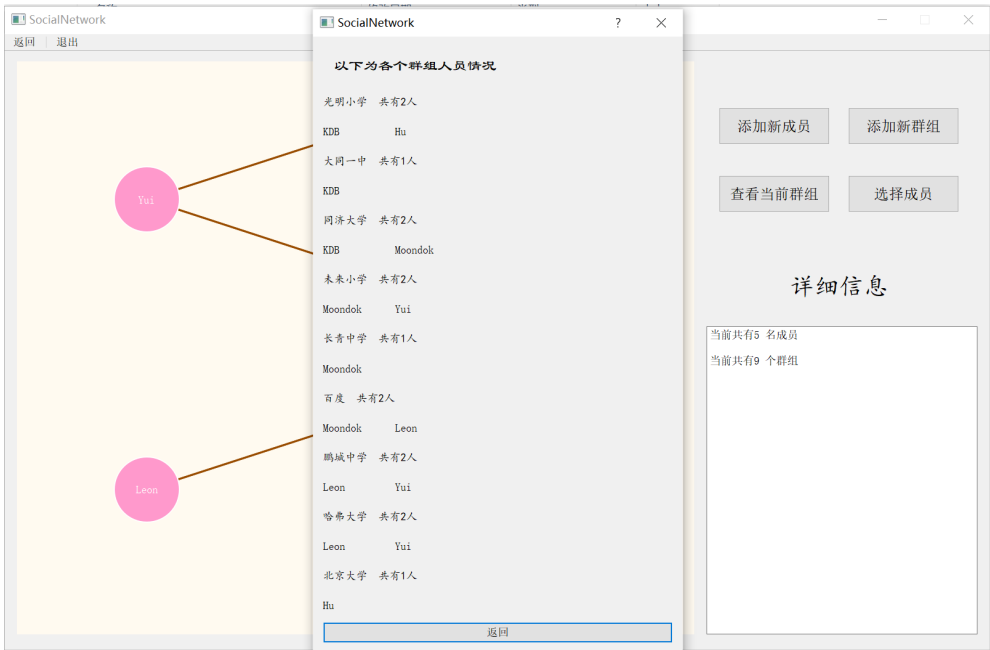 SocialNetwork
返回 退出
Yui
Leon
SocialNetwork ?
以下为各个群组人员情况
光明小学 共有2人
KDB Hu
大同一中 共有1人
KDB
同济大学 共有2人
KDB Moondok
未来小学 共有2人
Moondok Yui
长青中学 共有1人
Moondok
百度 共有2人
Moondok Leon
鹏城中学 共有2人
Leon Yui
哈弗大学 共有2人
Leon Yui
北京大学 共有1人
Hu
返回
添加新成员 添加新群组
查看当前群组 选择成员
详细信息
当前共有5 名成员
当前共有9 个群组